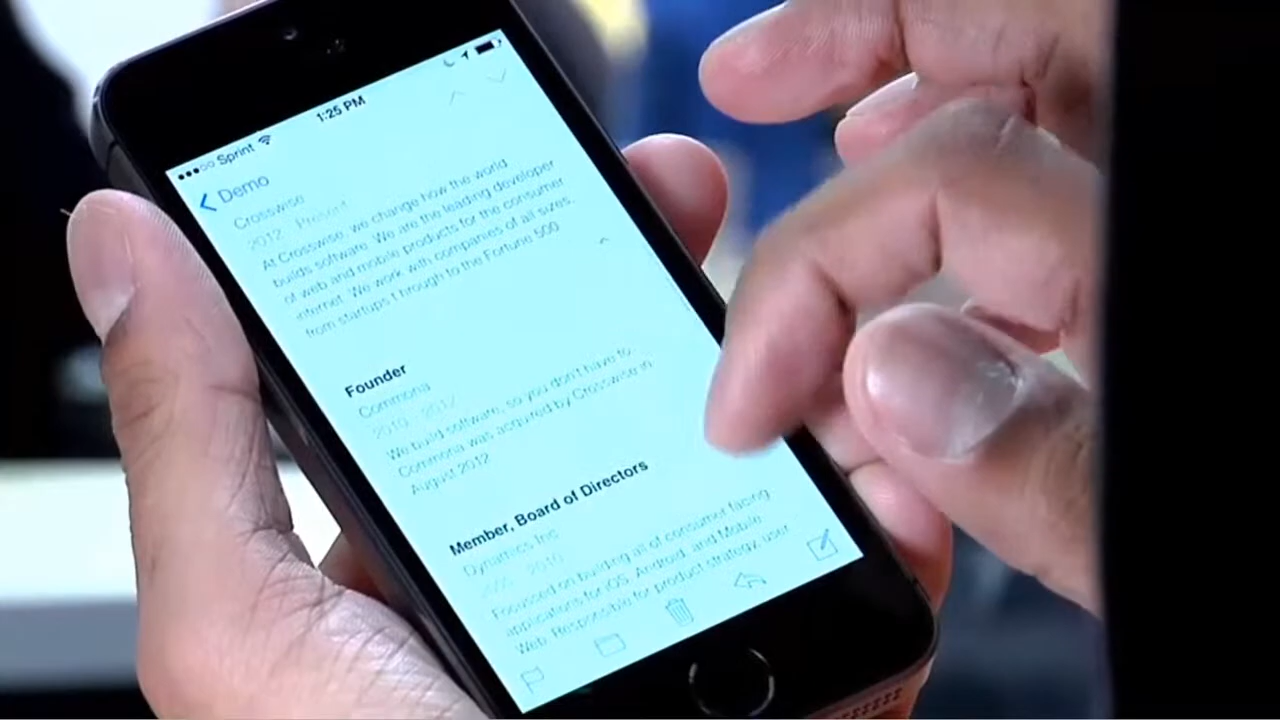 Sprint
1:25 PM
Demo
Crosswise
2012 - Present
At Crosswise, we change how the world
builds software. We are the leading developer
of web and mobile products for the consumer
internet. We work with companies of all sizes,
from startups t hrough to the Fortune 500
Founder
Commona
2010 - 2012
We build software, so you don't have to.
Commona was acquired by Crosswise in
August 2012
Member, Board of Directors
Dynamics, Inc
2010
Focussed on building all of consumer facing
applications for iOS, Android, and Mobile
Web. Responsible for product strategy, user